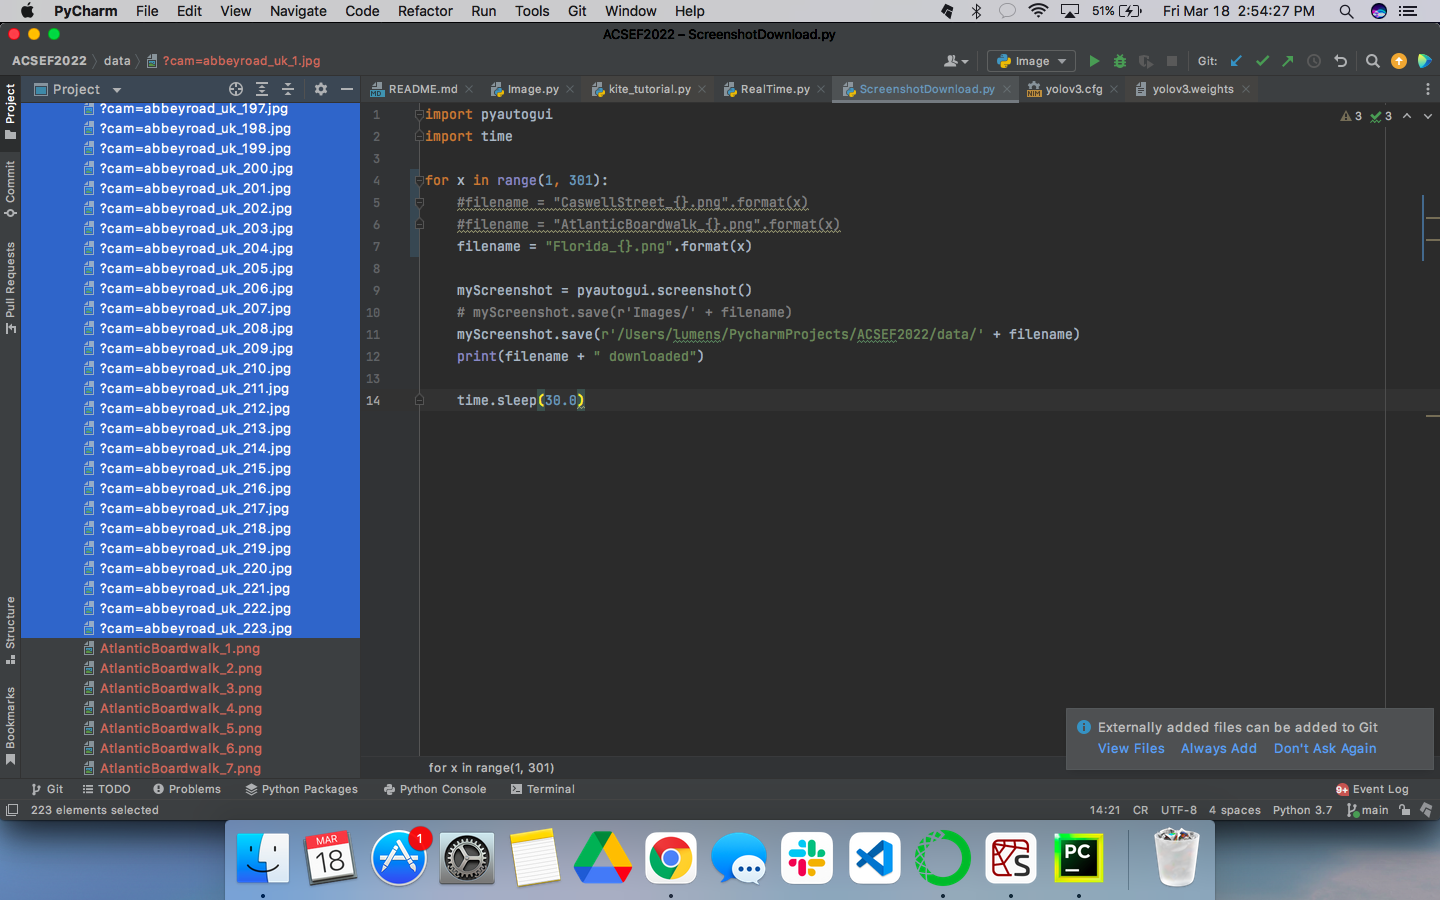 PyCharm File Edit View Navigate Code Refactor Run Tools Git Window Help 51% Fri Mar 18 2:54:27 PM
ACSEF2022 – ScreenshotDownload.py
ACSEF2022 data ?cam=abbeyroad_uk_1.jpg Image Git:
Project README.md Image.py kite_tutorial.py RealTime.py ScreenshotDownload.py yolov3.cfg yolov3.weights
Project
Commit
Pull Requests
Structure
Bookmarks
?cam=abbeyroad_uk_197.jpg
?cam=abbeyroad_uk_198.jpg
?cam=abbeyroad_uk_199.jpg
?cam=abbeyroad_uk_200.jpg
?cam=abbeyroad_uk_201.jpg
?cam=abbeyroad_uk_202.jpg
?cam=abbeyroad_uk_203.jpg
?cam=abbeyroad_uk_204.jpg
?cam=abbeyroad_uk_205.jpg
?cam=abbeyroad_uk_206.jpg
?cam=abbeyroad_uk_207.jpg
?cam=abbeyroad_uk_208.jpg
?cam=abbeyroad_uk_209.jpg
?cam=abbeyroad_uk_210.jpg
?cam=abbeyroad_uk_211.jpg
?cam=abbeyroad_uk_212.jpg
?cam=abbeyroad_uk_213.jpg
?cam=abbeyroad_uk_214.jpg
?cam=abbeyroad_uk_215.jpg
?cam=abbeyroad_uk_216.jpg
?cam=abbeyroad_uk_217.jpg
?cam=abbeyroad_uk_218.jpg
?cam=abbeyroad_uk_219.jpg
?cam=abbeyroad_uk_220.jpg
?cam=abbeyroad_uk_221.jpg
?cam=abbeyroad_uk_222.jpg
?cam=abbeyroad_uk_223.jpg
AtlanticBoardwalk_1.png
AtlanticBoardwalk_2.png
AtlanticBoardwalk_3.png
AtlanticBoardwalk_4.png
AtlanticBoardwalk_5.png
AtlanticBoardwalk_6.png
AtlanticBoardwalk_7.png
1 import pyautogui
2 import time
3
4 for x in range(1, 301):
5 #filename = "CaswellStreet_{}.png".format(x)
6 #filename = "AtlanticBoardwalk_{}.png".format(x)
7 filename = "Florida_{}.png".format(x)
8
9 myScreenshot = pyautogui.screenshot()
10 # myScreenshot.save(r'Images/' + filename)
11 myScreenshot.save(r'/Users/lumens/PycharmProjects/ACSEF2022/data/' + filename)
12 print(filename + " downloaded")
13
14 time.sleep(30.0)
3 3
Externally added files can be added to Git
View Files Always Add Don't Ask Again
for x in range(1, 301)
Git TODO Problems Python Packages Python Console Terminal 9+ Event Log
223 elements selected 14:21 CR UTF-8 4 spaces Python 3.7 main
MAR
18
1
PC